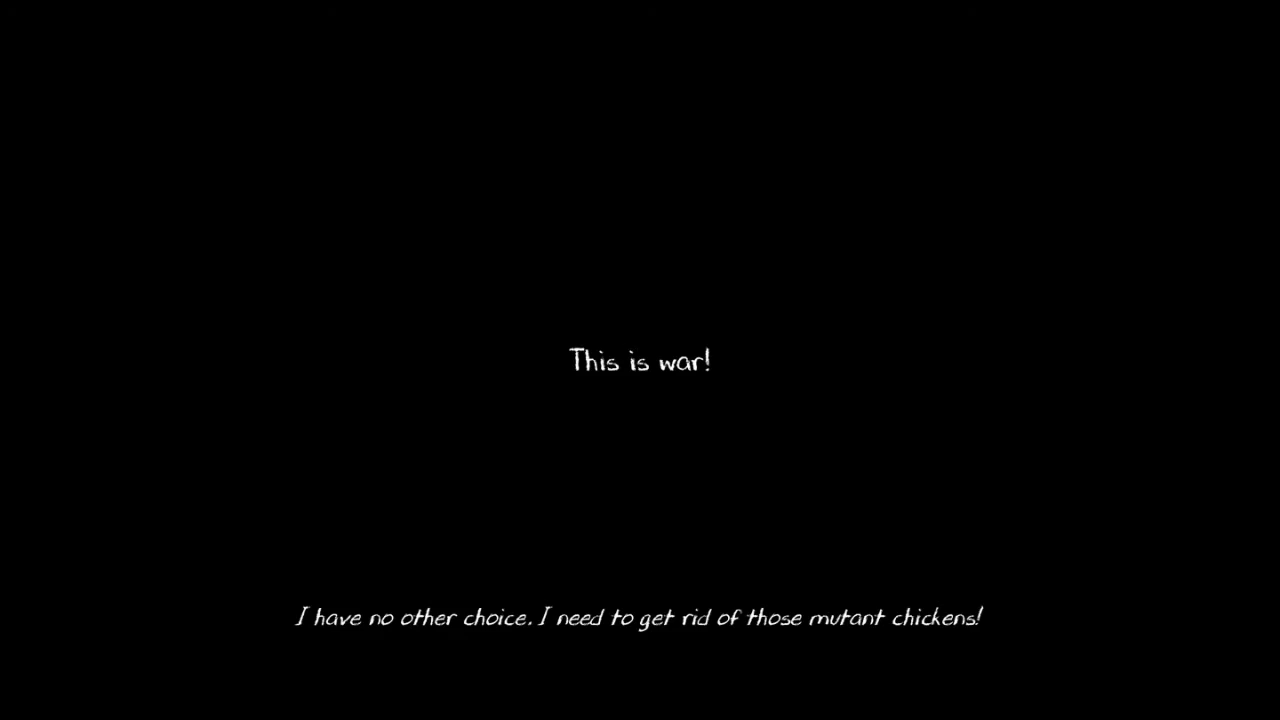 This is war!
I have no other choice. I need to get rid of those mutant chickens!